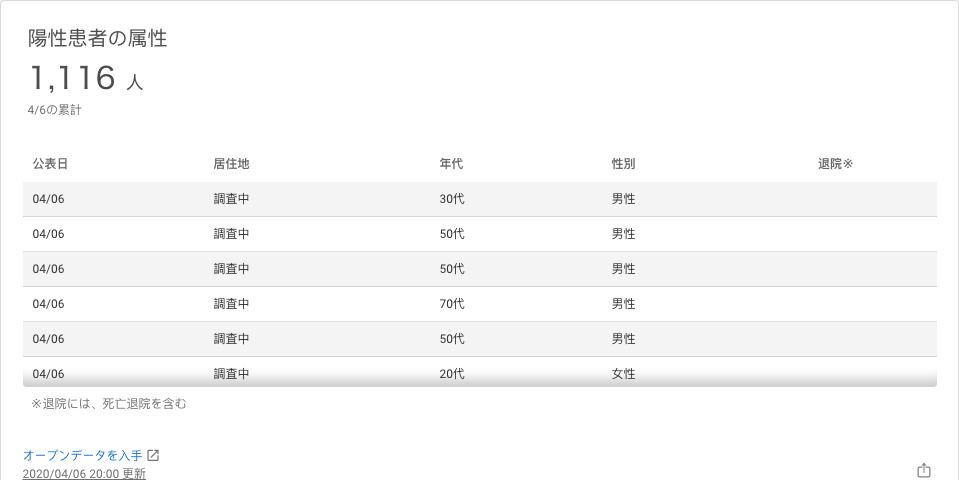 陽性患者の属性
1,116 人
4/6の累計
公表日 居住地 年代 性別 退院※
04/06 調査中 30代 男性
04/06 調査中 50代 男性
04/06 調査中 50代 男性
04/06 調査中 70代 男性
04/06 調査中 50代 男性
04/06 調査中 20代 女性
※退院には、死亡退院を含む
オープンデータを入手
2020/04/06 20:00 更新